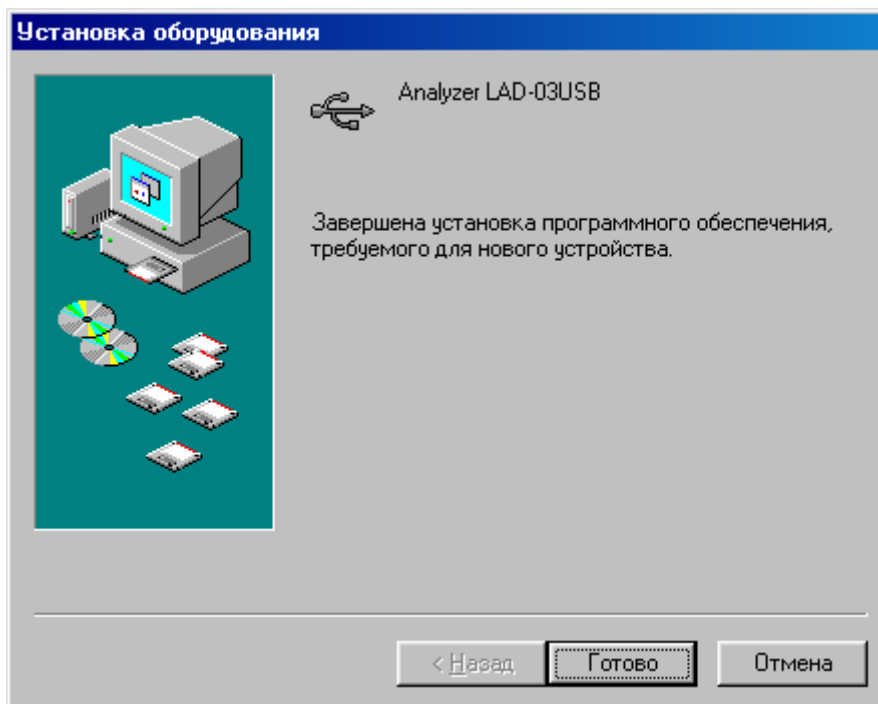 Установка оборудования
Analyzer LAD-03USB
Завершена установка программного обеспечения,
требуемого для нового устройства.
< Назад
Готово
Отмена